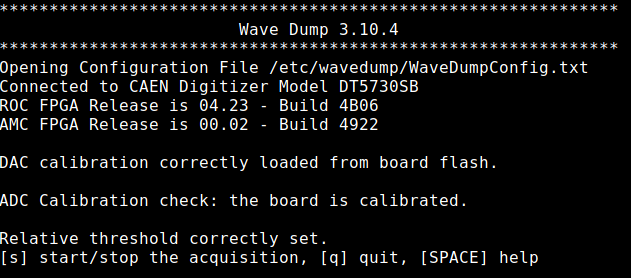 **************************************************************
Wave Dump 3.10.4
**************************************************************
Opening Configuration File /etc/wavedump/WaveDumpConfig.txt
Connected to CAEN Digitizer Model DT5730SB
ROC FPGA Release is 04.23 - Build 4B06
AMC FPGA Release is 00.02 - Build 4922
DAC calibration correctly loaded from board flash.
ADC Calibration check: the board is calibrated.
Relative threshold correctly set.
[s] start/stop the acquisition, [q] quit, [SPACE] help